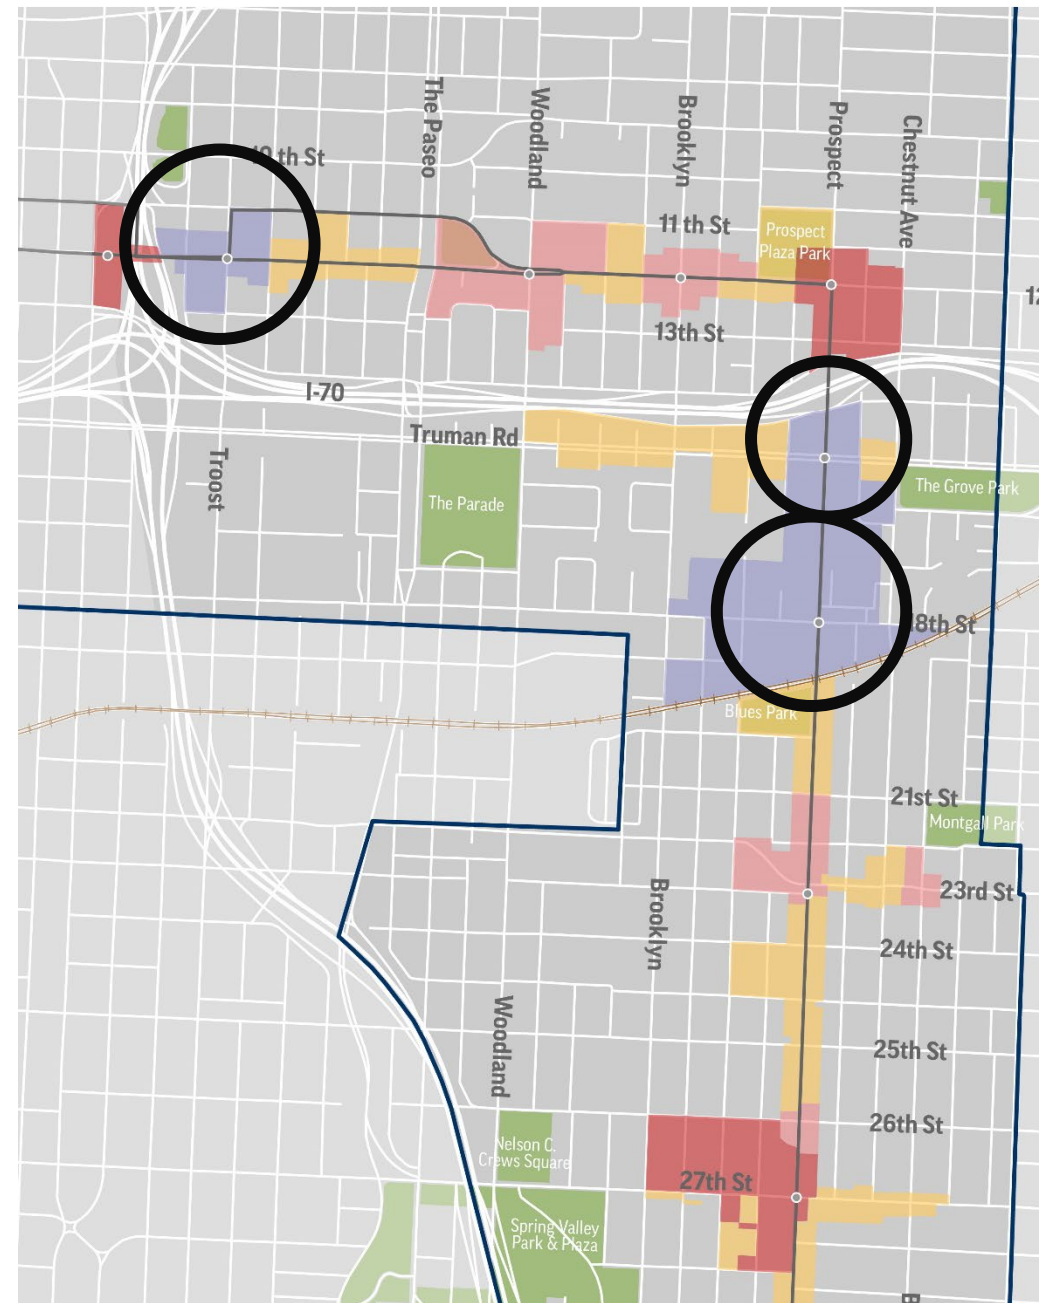 The Paseo
Woodland
Brooklyn
Prospect
Chestnut Ave
th St
11th St
Prospect
Plaza Park
13th St
I-70
Truman Rd
Troost
The Parade
The Grove Park
18th St
Blues Park
21st St
Montgall Park
23rd St
Brooklyn
24th St
Woodland
25th St
26th St
Nelson C.
Crews Square
27th St
Spring Valley
Park & Plaza